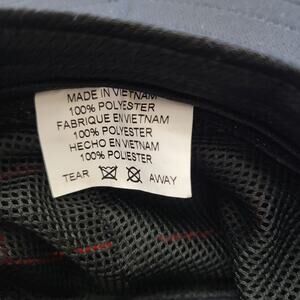 MADE IN VIETNAM
100% POLYESTER
FABRIQUE EN VIETNAM
100% POLYESTER
HECHO EN VIETNAM
100% POLIESTER
TEAR AWAY